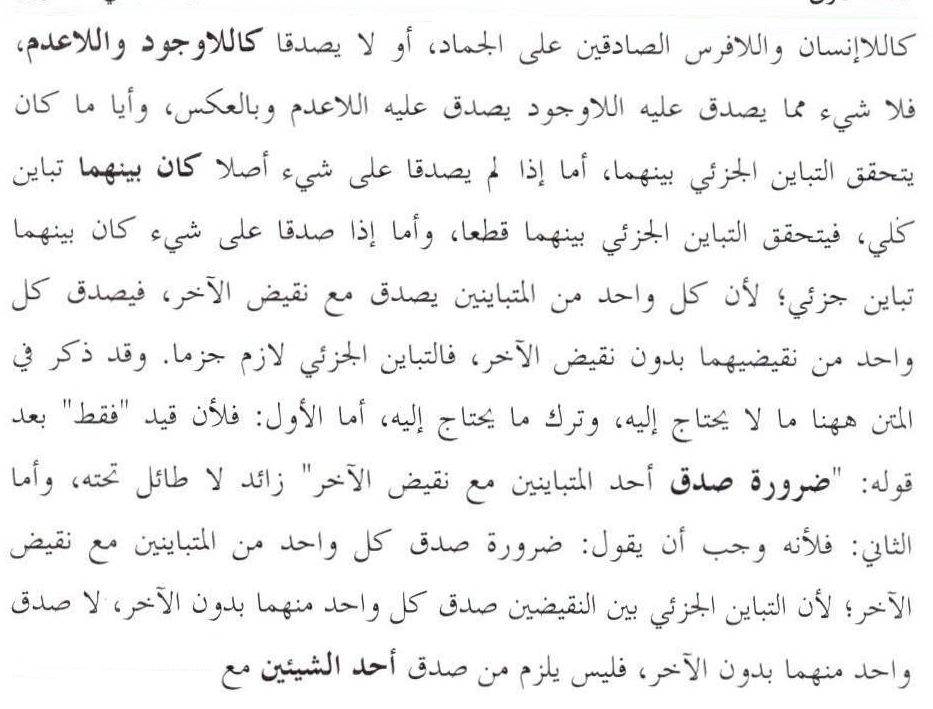 كاللاإنسان واللافرس الصادقين على الجماد، أو لا يصدقا كاللاوجود واللاعدم،
فلا شيء مما يصدق عليه اللاوجود يصدق عليه اللاعدم وبالعكس، وأيا ما كان
يتحقق التباين الجزئي بينهما، أما إذا لم يصدقا على شيء أصلا كان بينهما تباين
كلي، فيتحقق التباين الجزئي بينهما قطعا، وأما إذا صدقا على شيء كان بينهما
تباين جزئي؛ لأن كل واحد من المتباينين يصدق مع نقيض الآخر، فيصدق كل
واحد من نقيضيهما بدون نقيض الآخر، فالتباين الجزئي لازم جزما. وقد ذكر في
المتن ههنا ما لا يحتاج إليه، وترك ما يحتاج إليه، أما الأول: فلأن قيد "فقط" بعد
قوله: "ضرورة صدق أحد المتباينين مع نقيض الآخر" زائد لا طائل تحته، وأما
الثاني: فلأنه وجب أن يقول: ضرورة صدق كل واحد من المتباينين مع نقيض
الآخر؛ لأن التباين الجزئي بين النقيضين صدق كل واحد منهما بدون الآخر، لا صدق
واحد منهما بدون الآخر، فليس يلزم من صدق أحد الشيئين مع